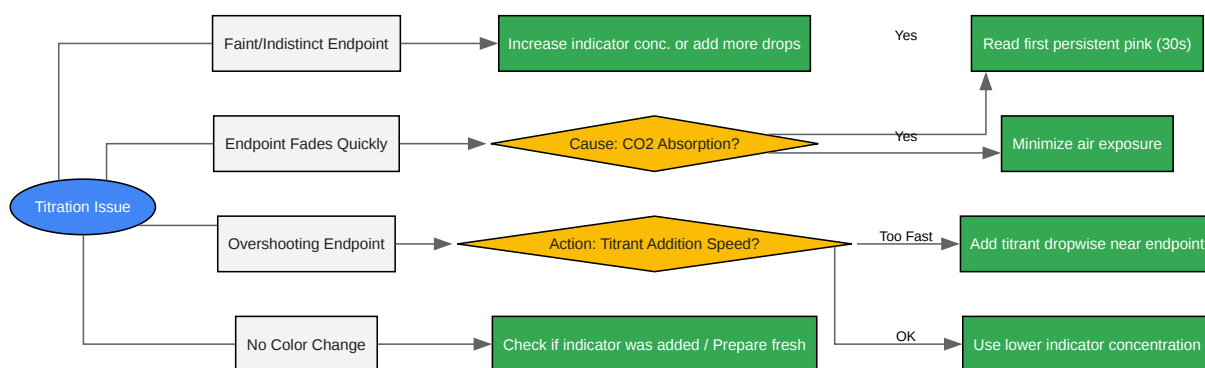 Faint/Indistinct Endpoint
Increase indicator conc. or add more drops
Yes
Read first persistent pink (30s)
Endpoint Fades Quickly
Cause: CO2 Absorption?
Yes
Minimize air exposure
Titration Issue
Overshooting Endpoint
Action: Titrant Addition Speed?
Too Fast
Add titrant dropwise near endpoint
No Color Change
Check if indicator was added / Prepare fresh
OK
Use lower indicator concentration